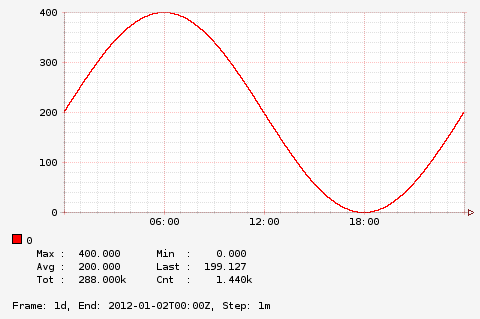 400
300
200
100
0
06:00 12:00 18:00
0
Max : 400.000 Min : 0.000
Avg : 200.000 Last : 199.127
Tot : 288.000k Cnt : 1.440k
Frame: 1d, End: 2012-01-02T00:00Z, Step: 1m